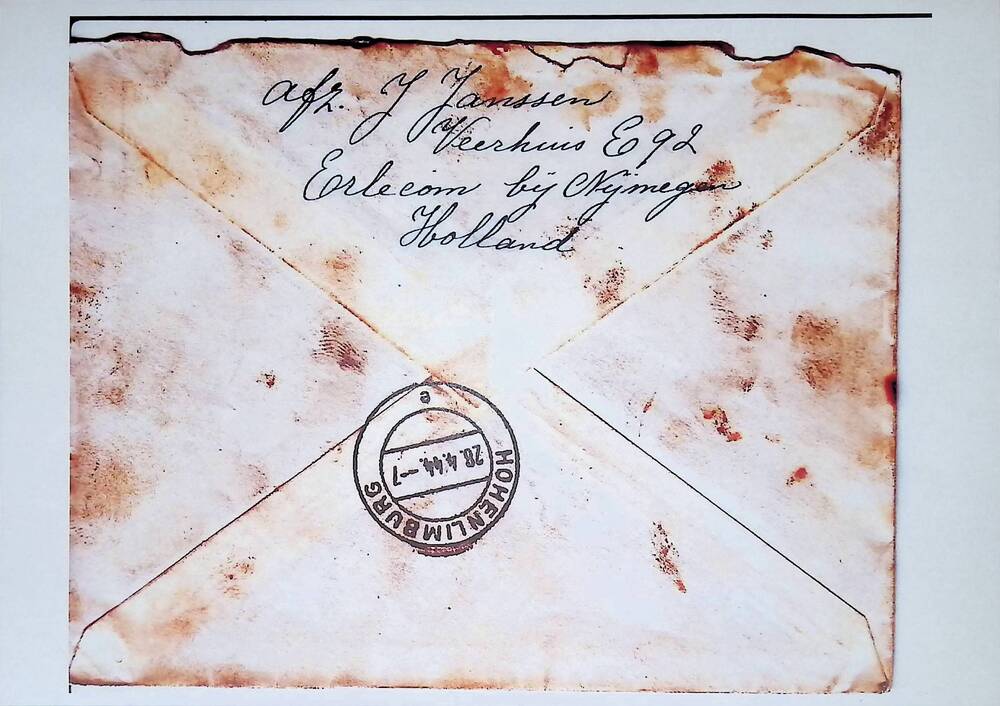 afz. J Janssen
Veerhuis E 92
Erlecom bij Nijmegen
Holland
e
28.4.44.-7
HOHENLIMBURG